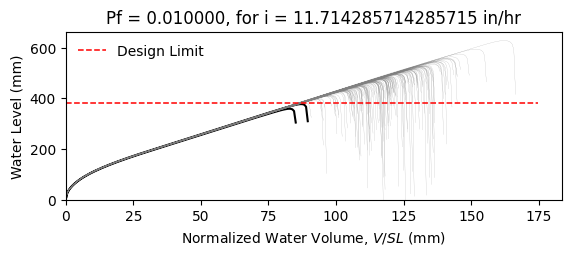 Pf = 0.010000, for i = 11.714285714285715 in/hr
Water Level (mm)
600
400
200
0
Design Limit
0 25 50 75 100 125 150 175
Normalized Water Volume, V/SL (mm)